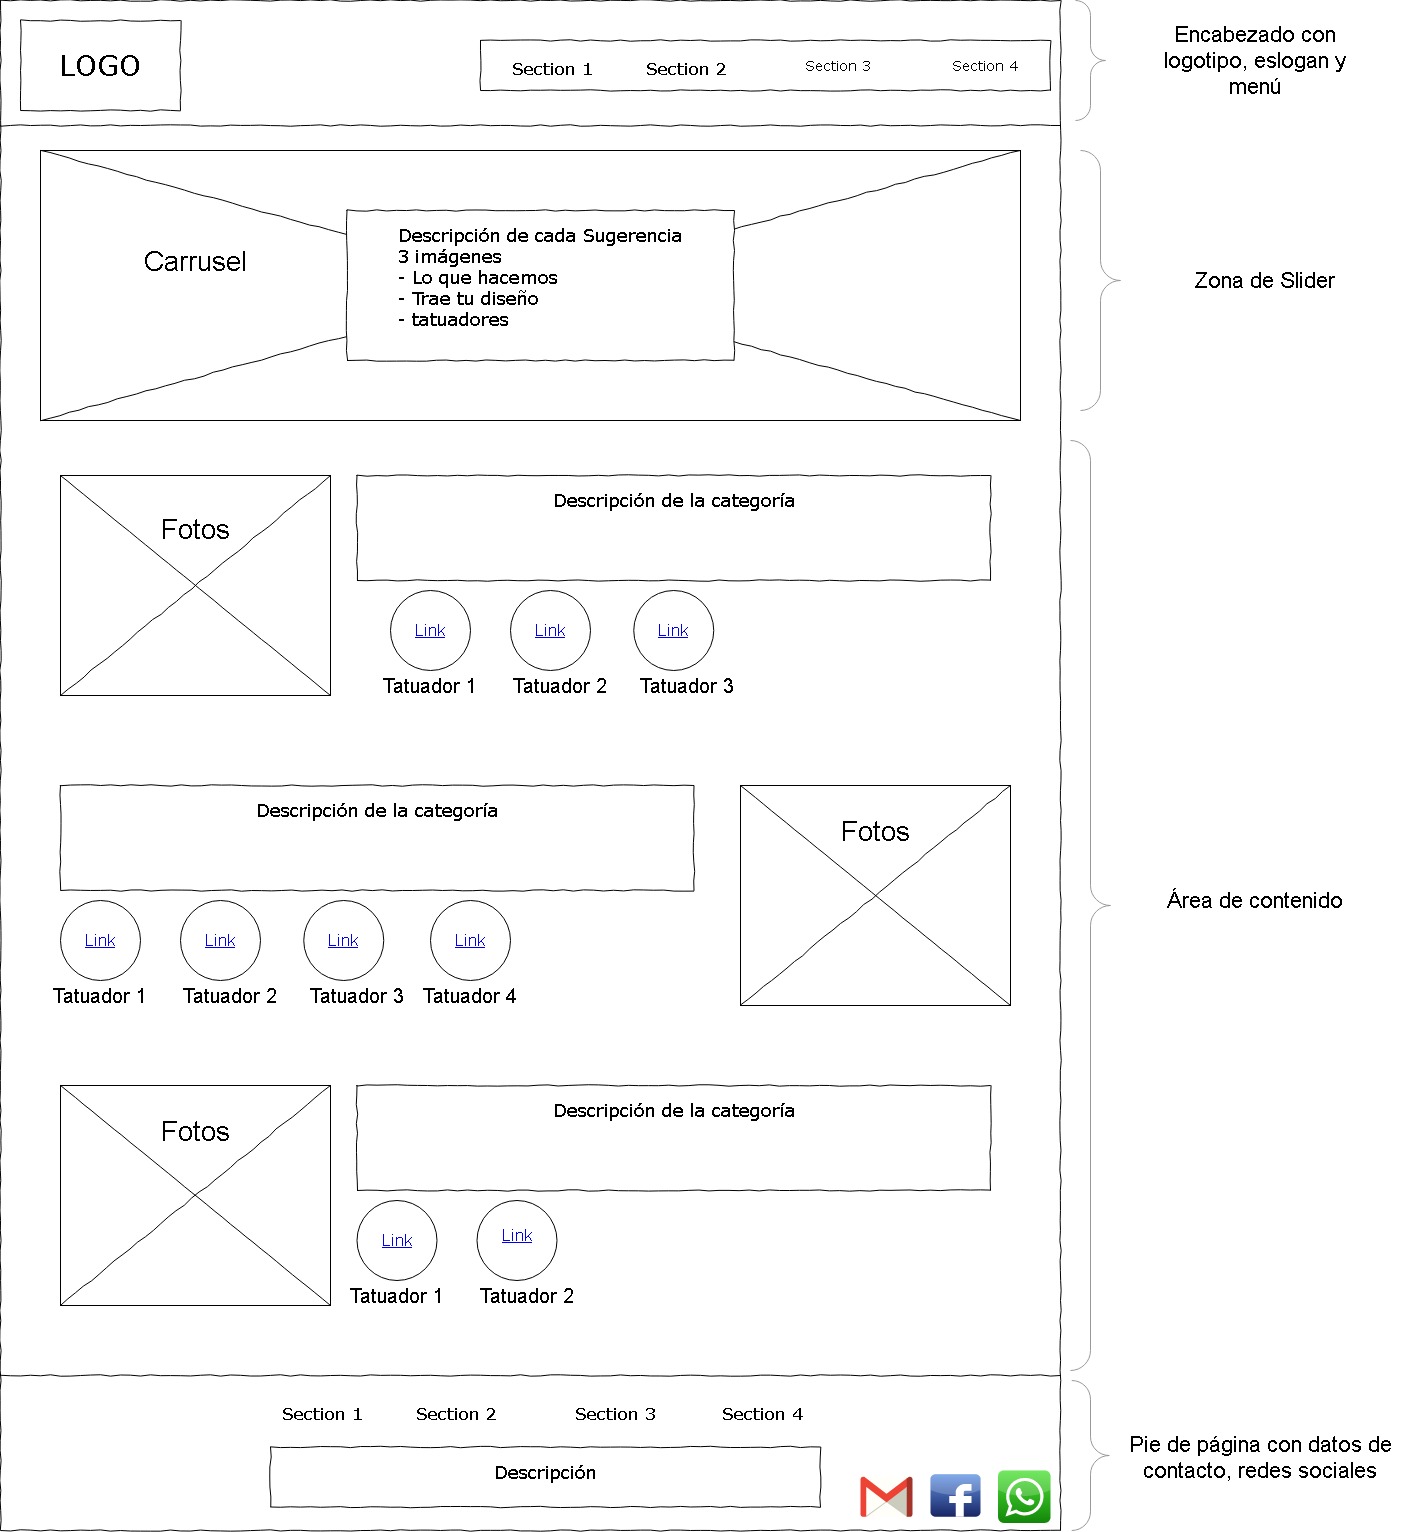 LOGO
Section 1
Section 2
Section 3
Section 4
Encabezado con
logotipo, eslogan y
menú
Carrusel
Descripción de cada Sugerencia
3 imágenes
- Lo que hacemos
- Trae tu diseño
- tatuadores
Zona de Slider
Fotos
Descripción de la categoría
Link
Link
Link
Tatuador 1
Tatuador 2
Tatuador 3
Descripción de la categoría
Fotos
Link
Link
Link
Link
Tatuador 1
Tatuador 2
Tatuador 3
Tatuador 4
Área de contenido
Fotos
Descripción de la categoría
Link
Link
Tatuador 1
Tatuador 2
Section 1
Section 2
Section 3
Section 4
Descripción
Pie de página con datos de
contacto, redes sociales